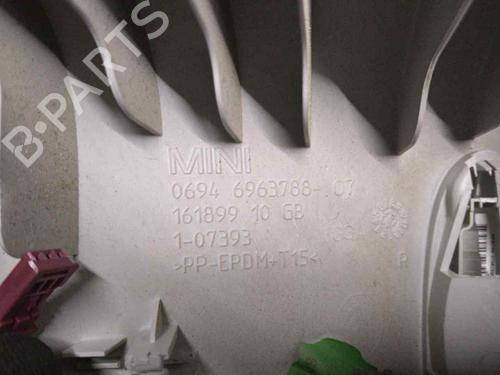 B·PARTS
MINI
0694 6963788- 07
161899 10 GB
1-07393
>PP-EPDM+T15<
R